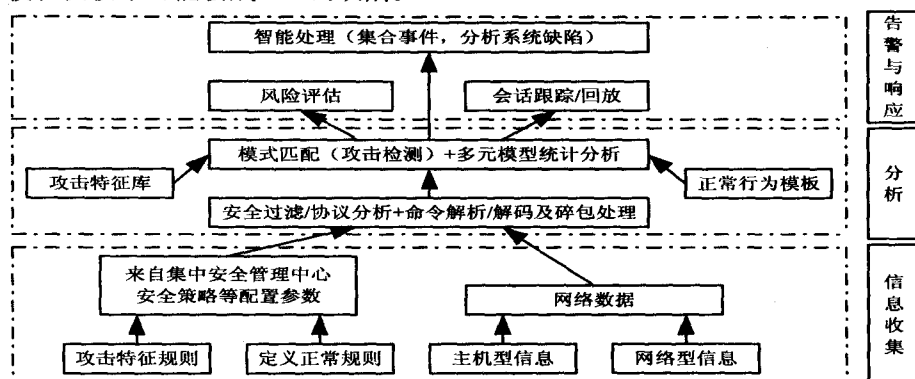 智能处理（集合事件，分析系统缺陷）
风险评估
会话跟踪/回放
告警与响应
模式匹配（攻击检测）+多元模型统计分析
攻击特征库
正常行为模板
安全过滤/协议分析+命令解析/解码及碎包处理
分析
来自集中安全管理中心
安全策略等配置参数
网络数据
攻击特征规则
定义正常规则
主机型信息
网络型信息
信息收集